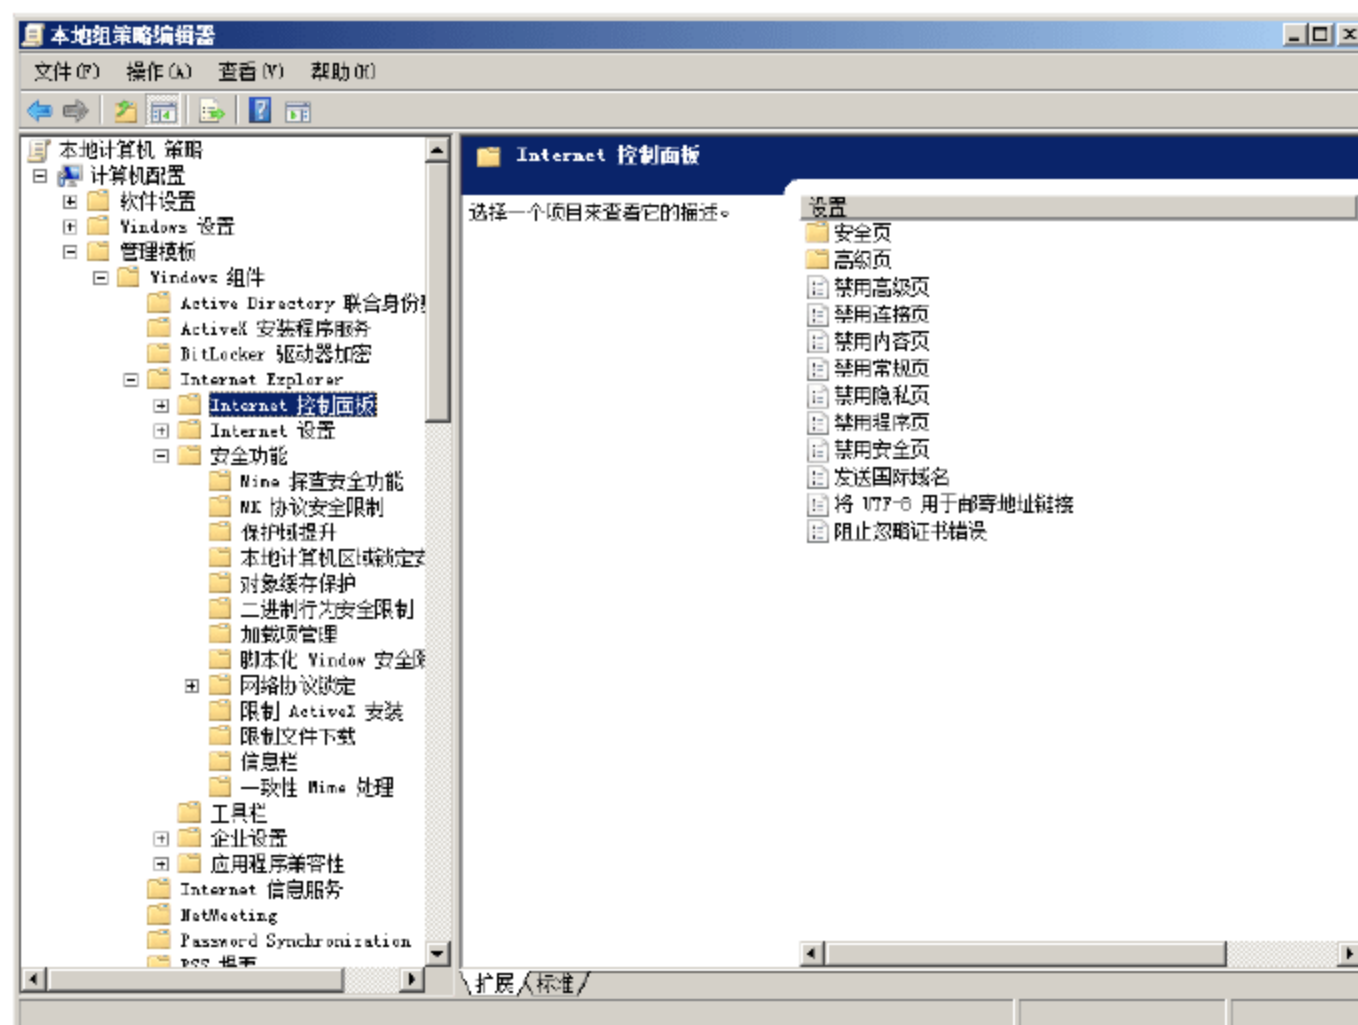 本地组策略编辑器
文件(F) 操作(A) 查看(V) 帮助(H)
本地计算机 策略
计算机配置
软件设置
Windows 设置
管理模板
Windows 组件
Active Directory 联合身份
ActiveX 安装程序服务
BitLocker 驱动器加密
Internet Explorer
Internet 控制面板
Internet 设置
安全功能
Mime 探查安全功能
MK 协议安全限制
保护域提升
本地计算机区域锁定安
对象缓存保护
二进制行为安全限制
加载项管理
脚本化 Window 安全限
网络协议锁定
限制 ActiveX 安装
限制文件下载
信息栏
一致性 Mime 处理
工具栏
企业设置
应用程序兼容性
Internet 信息服务
NetMeeting
Password Synchronization
RSS 提要
Internet 控制面板
选择一个项目来查看它的描述。
设置
安全页
高级页
禁用高级页
禁用连接页
禁用内容页
禁用常规页
禁用隐私页
禁用程序页
禁用安全页
发送国际域名
将 UTF-8 用于邮寄地址链接
阻止忽略证书错误
扩展 标准